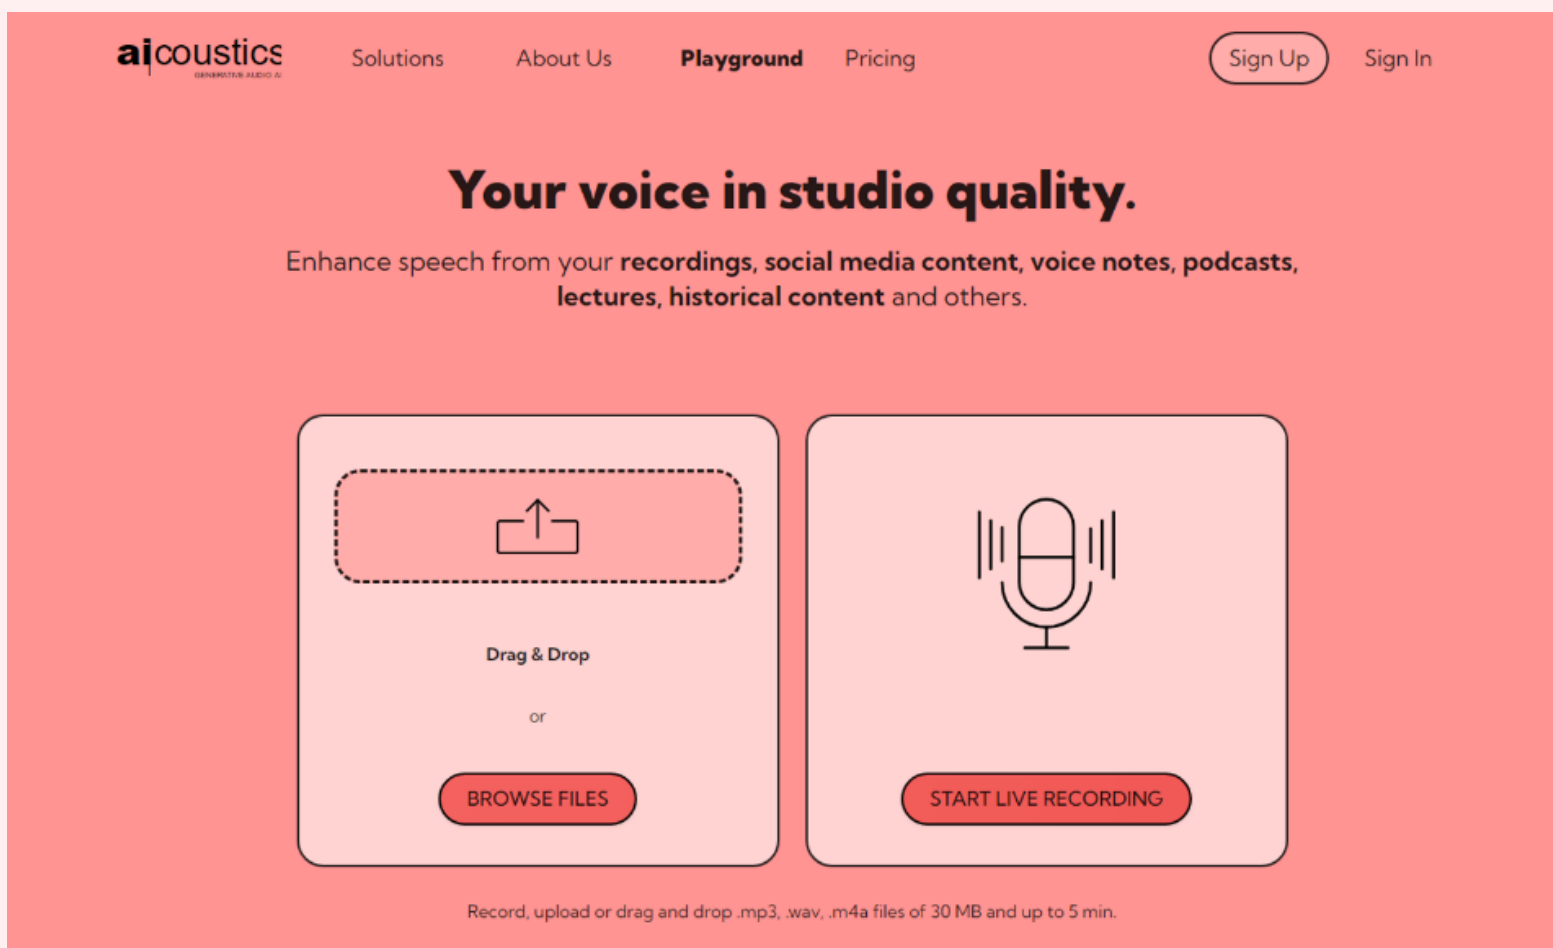 aicoustics
GENERATIVE AUDIO AI
Solutions
About Us
Playground
Pricing
Sign Up
Sign In
Your voice in studio quality.
Enhance speech from your recordings, social media content, voice notes, podcasts,
lectures, historical content and others.
Drag & Drop
or
BROWSE FILES
START LIVE RECORDING
Record, upload or drag and drop .mp3, .wav, .m4a files of 30 MB and up to 5 min.